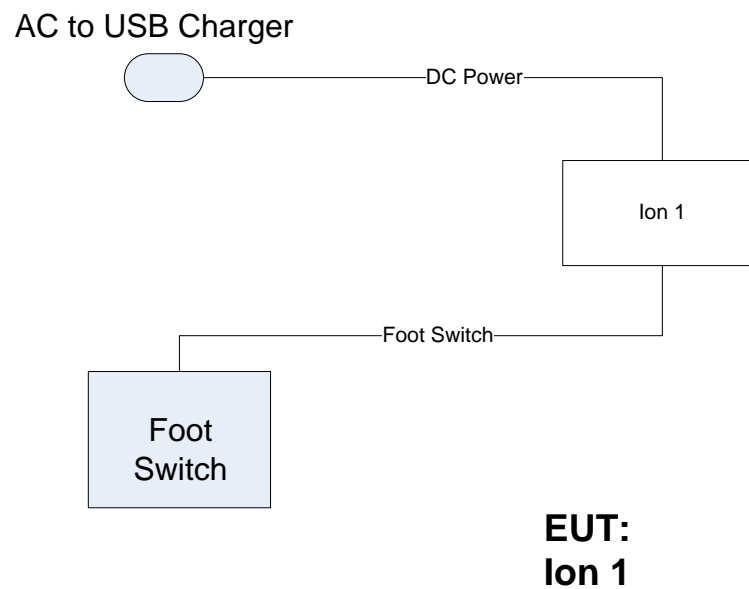 AC to USB Charger
DC Power
Ion 1
Foot Switch
Foot
Switch
EUT:
Ion 1